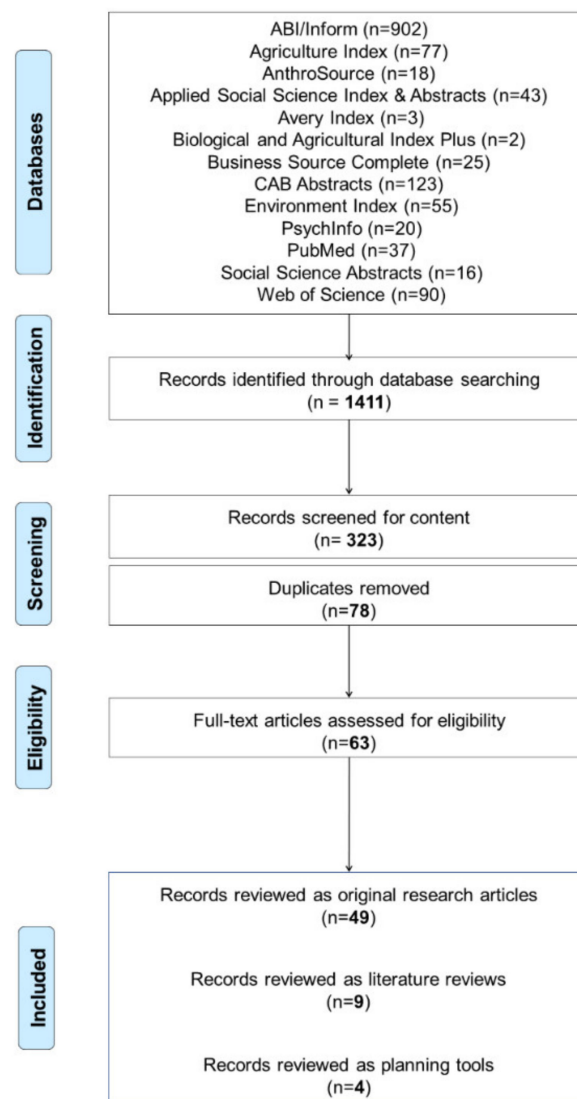 Databases
ABI/Inform (n=902)
Agriculture Index (n=77)
AnthroSource (n=18)
Applied Social Science Index & Abstracts (n=43)
Avery Index (n=3)
Biological and Agricultural Index Plus (n=2)
Business Source Complete (n=25)
CAB Abstracts (n=123)
Environment Index (n=55)
PsychInfo (n=20)
PubMed (n=37)
Social Science Abstracts (n=16)
Web of Science (n=90)
Identification
Records identified through database searching
(n = 1411)
Screening
Records screened for content
(n= 323)
Duplicates removed
(n=78)
Eligibility
Full-text articles assessed for eligibility
(n=63)
Included
Records reviewed as original research articles
(n=49)
Records reviewed as literature reviews
(n=9)
Records reviewed as planning tools
(n=4)